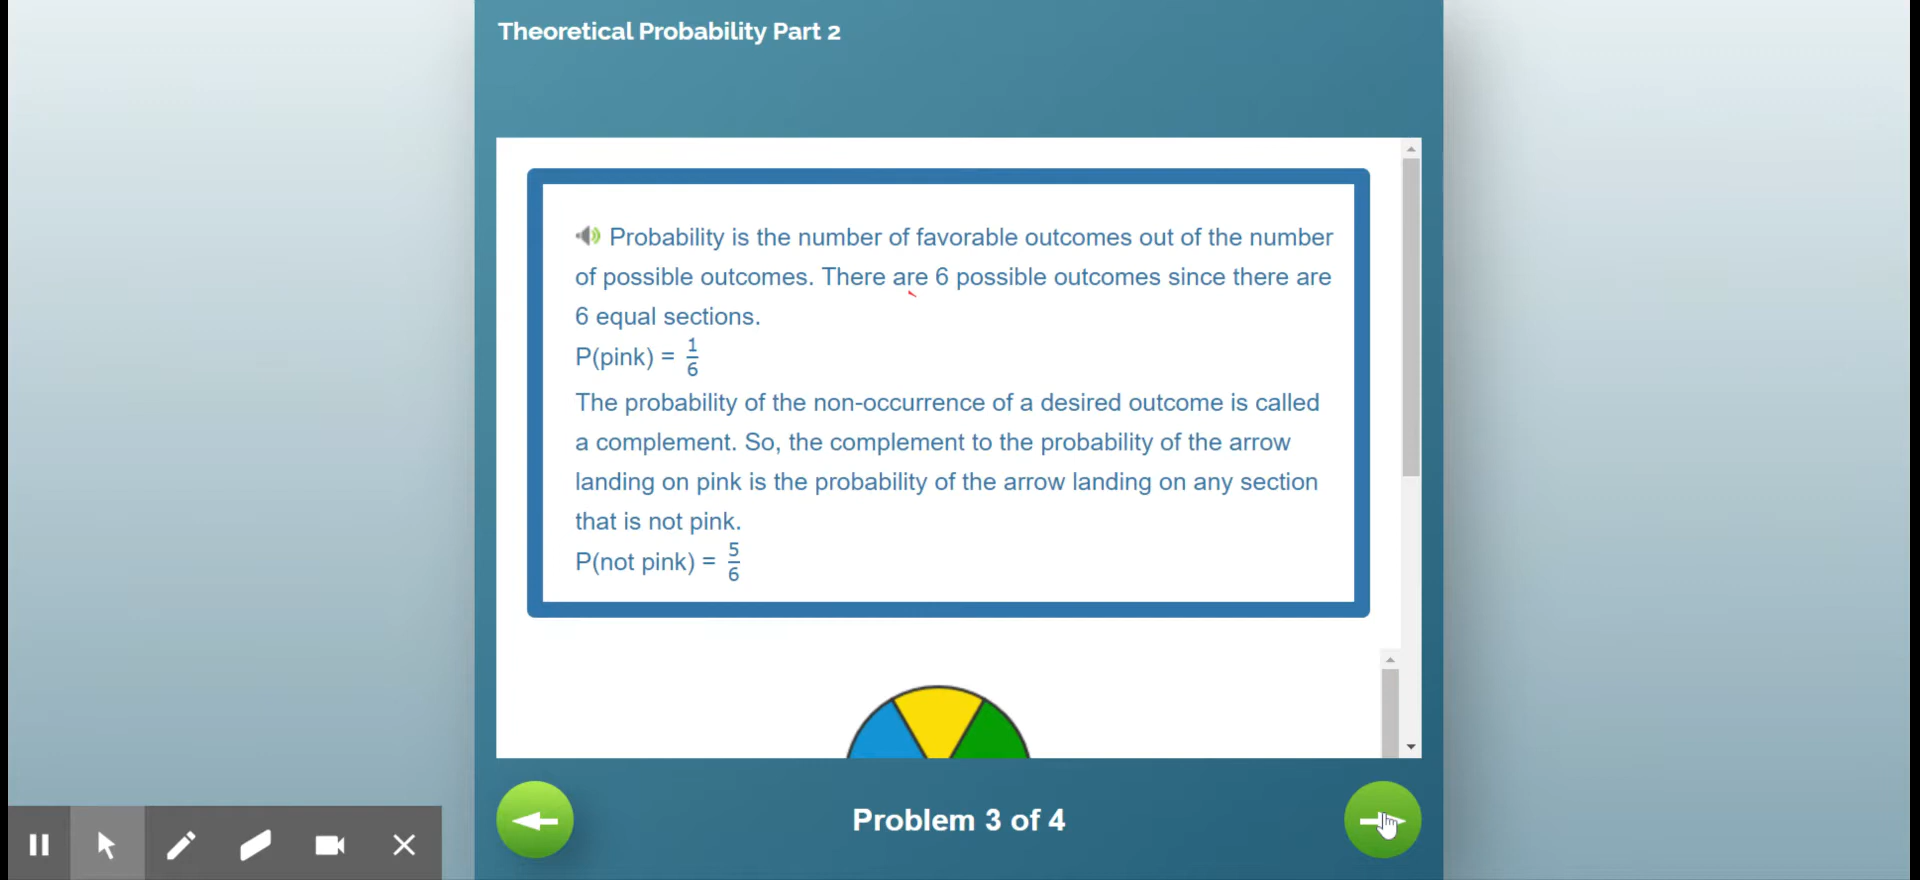 Theoretical Probability Part 2
Probability is the number of favorable outcomes out of the number
of possible outcomes. There are 6 possible outcomes since there are
6 equal sections.
P(pink) = 1/6
The probability of the non-occurrence of a desired outcome is called
a complement. So, the complement to the probability of the arrow
landing on pink is the probability of the arrow landing on any section
that is not pink.
P(not pink) = 5/6
Problem 3 of 4